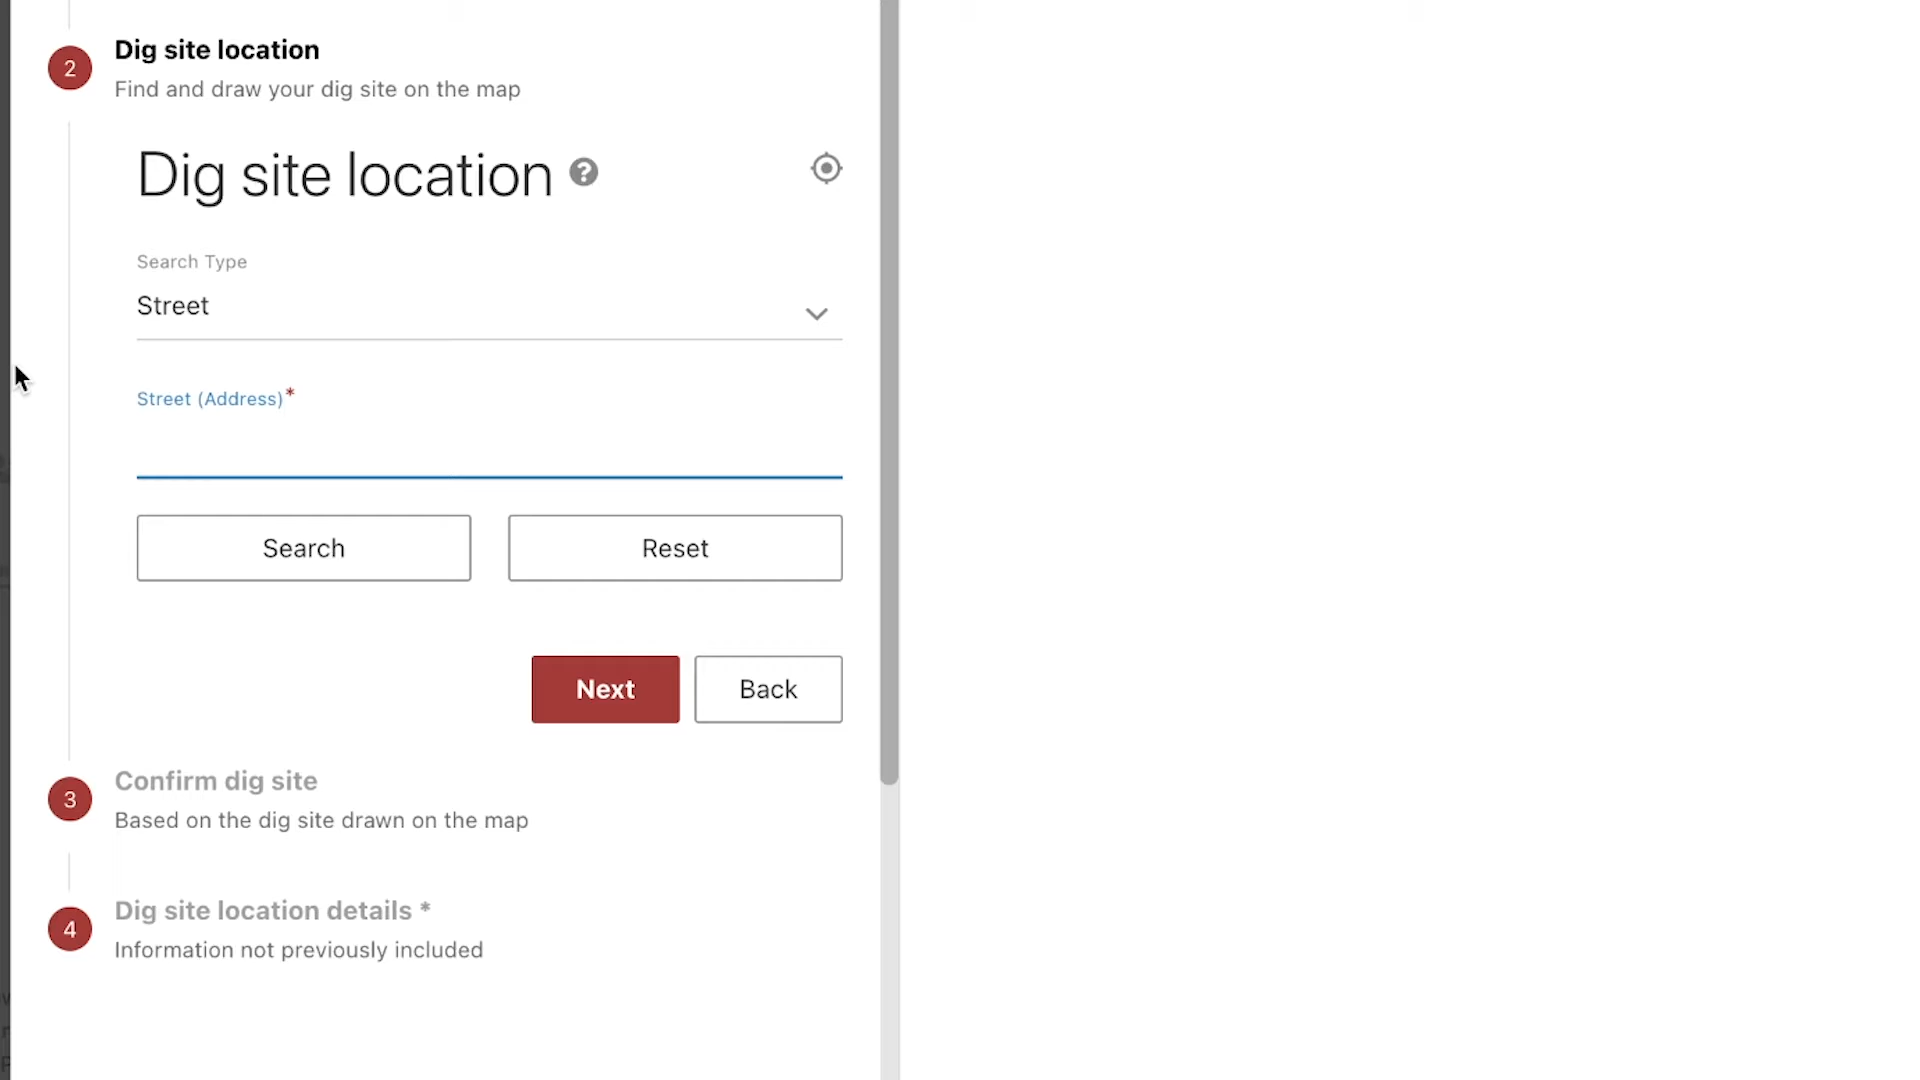 2
Dig site location
Find and draw your dig site on the map
Dig site location ?
Search Type
Street
Street (Address)*
Search
Reset
Next
Back
3
Confirm dig site
Based on the dig site drawn on the map
4
Dig site location details *
Information not previously included